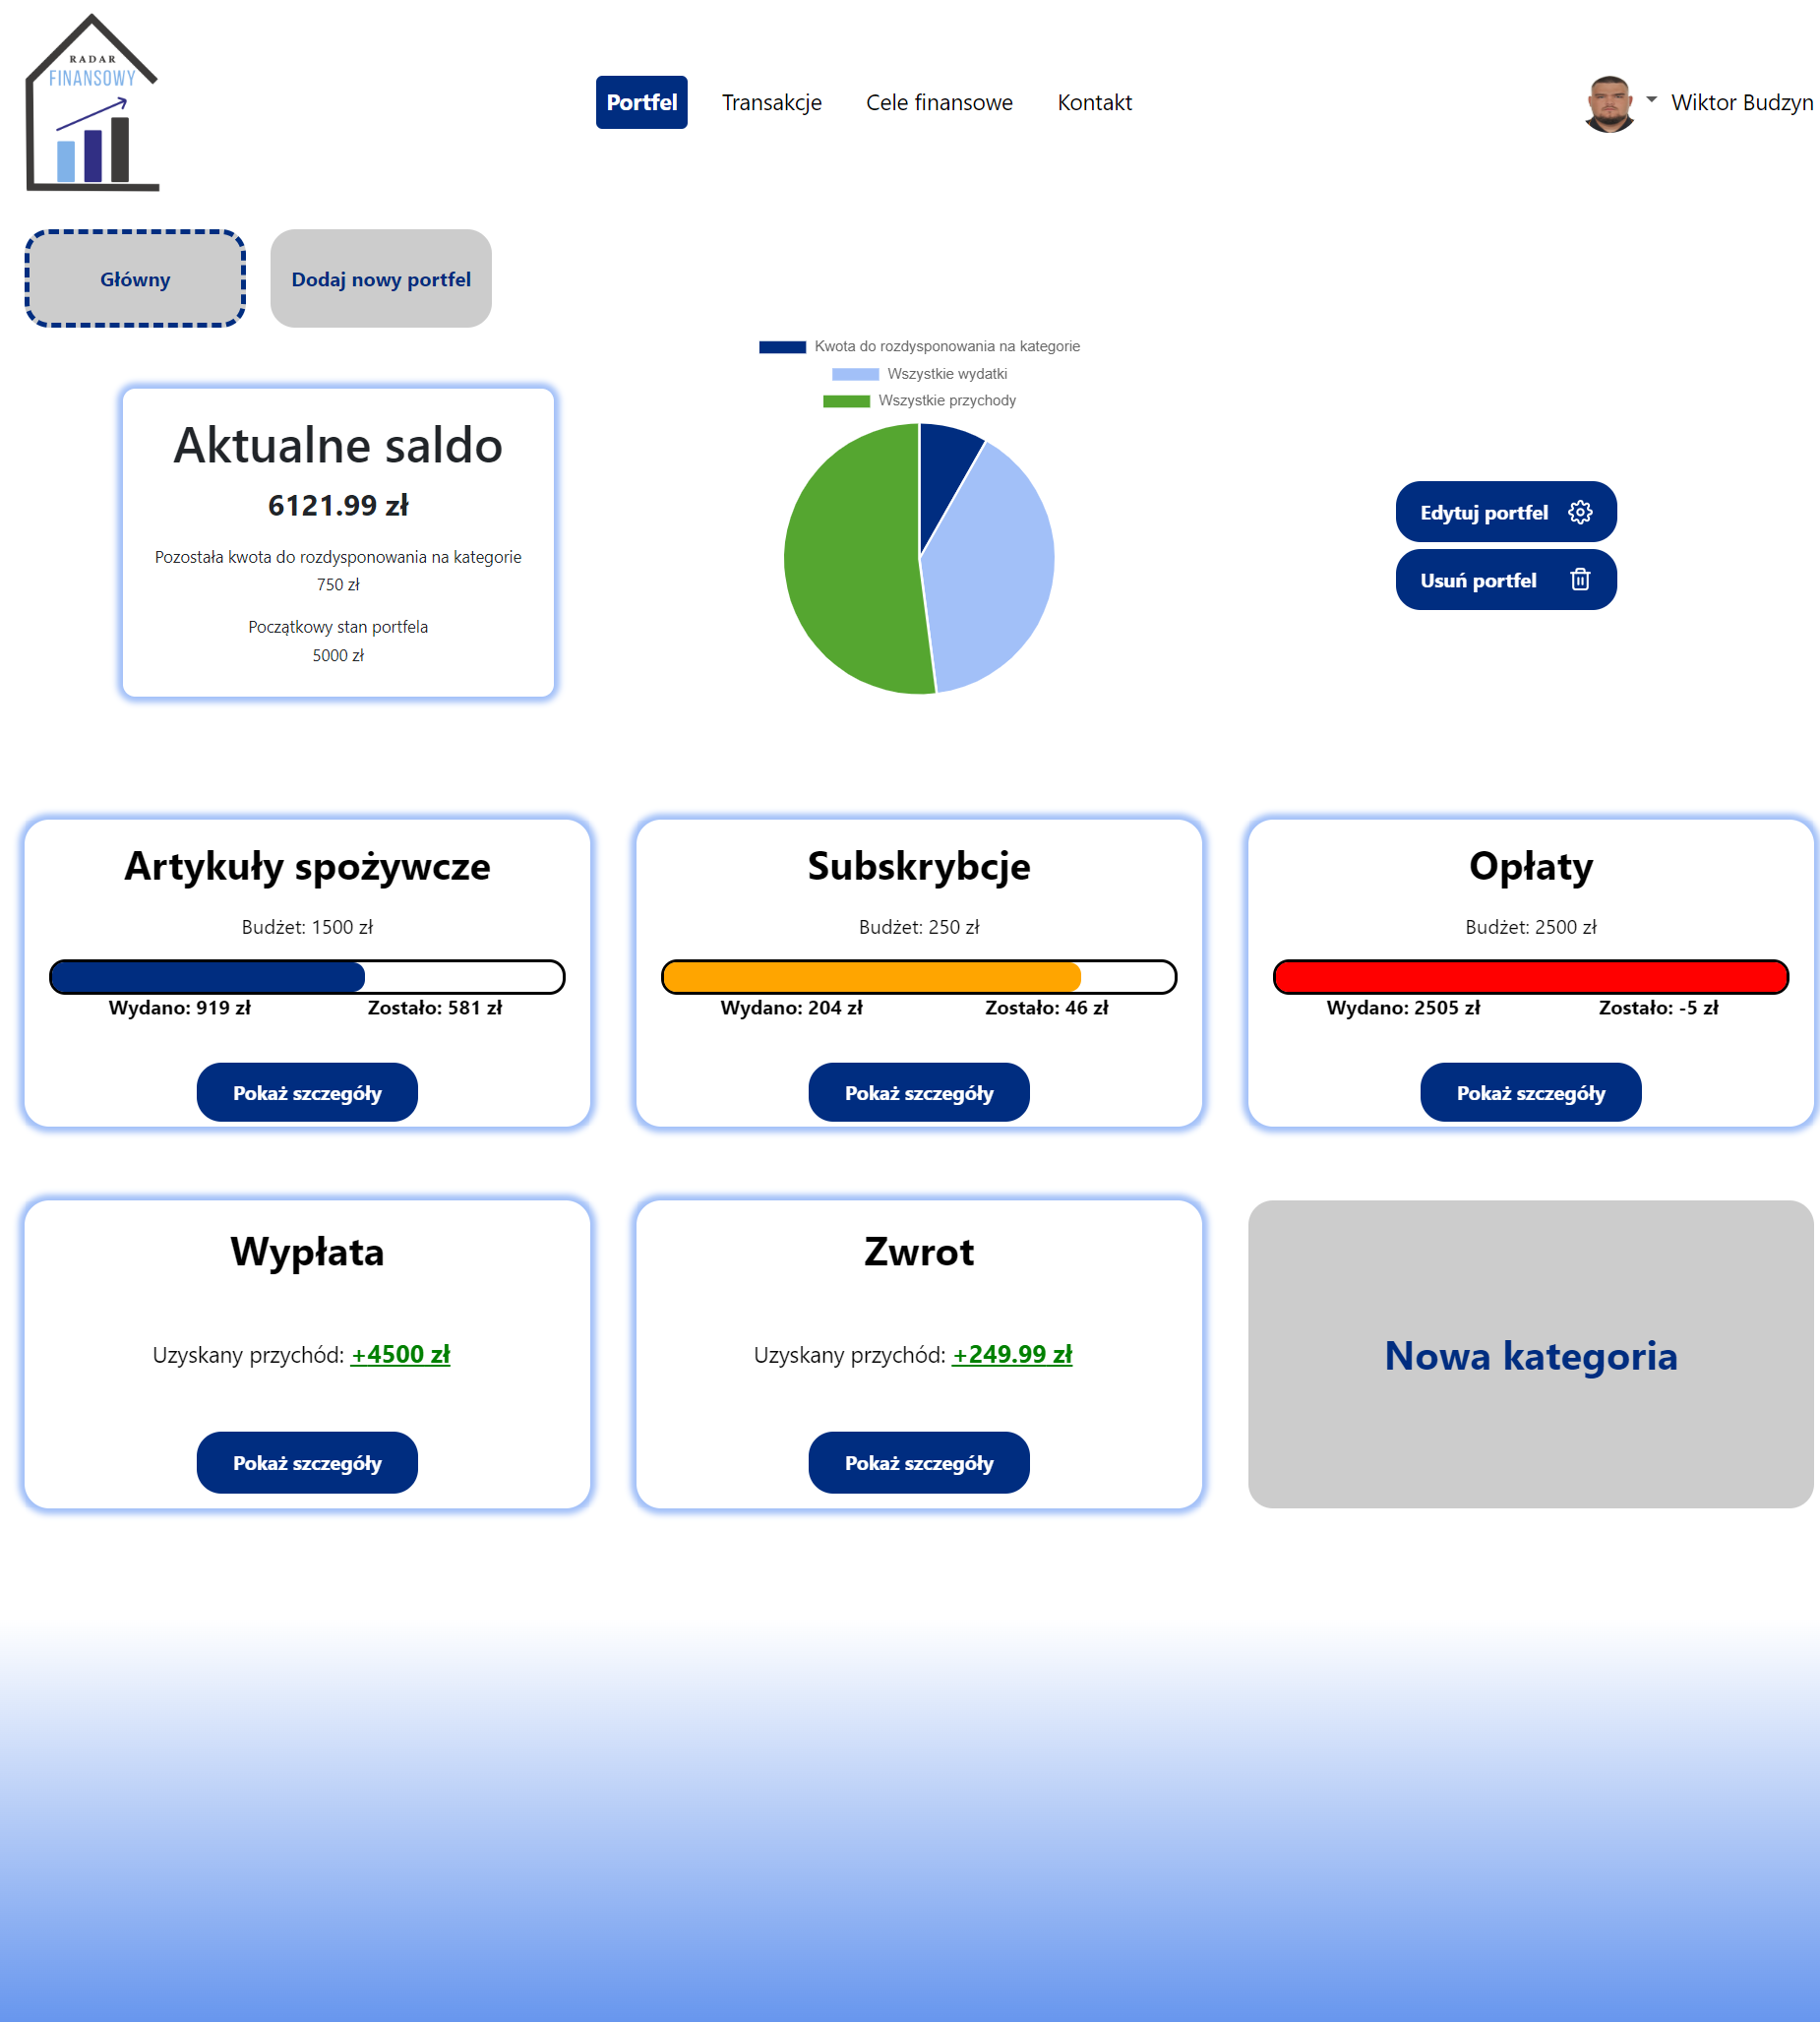 RADAR
FINANSOWY
Portfel
Transakcje
Cele finansowe
Kontakt
Wiktor Budzyn
Główny
Dodaj nowy portfel
Kwota do rozdysponowania na kategorie
Wszystkie wydatki
Wszystkie przychody
Aktualne saldo
6121.99 zł
Pozostała kwota do rozdysponowania na kategorie
750 zł
Początkowy stan portfela
5000 zł
Edytuj portfel
Usuń portfel
Artykuły spożywcze
Budżet: 1500 zł
Wydano: 919 zł
Zostało: 581 zł
Pokaż szczegóły
Subskrybcje
Budżet: 250 zł
Wydano: 204 zł
Zostało: 46 zł
Pokaż szczegóły
Opłaty
Budżet: 2500 zł
Wydano: 2505 zł
Zostało: -5 zł
Pokaż szczegóły
Wypłata
Uzyskany przychód: +4500 zł
Pokaż szczegóły
Zwrot
Uzyskany przychód: +249.99 zł
Pokaż szczegóły
Nowa kategoria